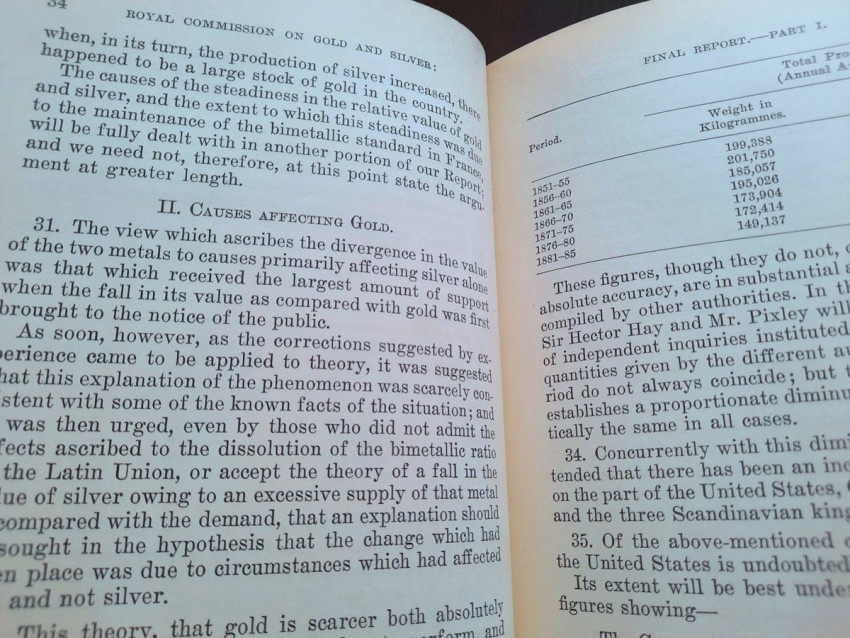 34
ROYAL COMMISSION ON GOLD AND SILVER:
when, in its turn, the production of silver increased, there
happened to be a large stock of gold in the country.
The causes of the steadiness in the relative value of gold
and silver, and the extent to which this steadiness was due
to the maintenance of the bimetallic standard in France,
will be fully dealt with in another portion of our Report;
and we need not, therefore, at this point state the argu-
ment at greater length.
II. CAUSES AFFECTING GOLD.
31. The view which ascribes the divergence in the value
of the two metals to causes primarily affecting silver alone
was that which received the largest amount of support
when the fall in its value as compared with gold was first
brought to the notice of the public.
As soon, however, as the corrections suggested by ex-
perience came to be applied to theory, it was suggested
hat this explanation of the phenomenon was scarcely con-
istent with some of the known facts of the situation; and
was then urged, even by those who did not admit the
fects ascribed to the dissolution of the bimetallic ratio
the Latin Union, or accept the theory of a fall in the
lue of silver owing to an excessive supply of that metal
compared with the demand, that an explanation should
sought in the hypothesis that the change which had
en place was due to circumstances which had affected
and not silver.
This theory, that gold is scarcer both absolutely
perform, and
FINAL REPORT.—PART I.
Total Pro
(Annual A
Period.
Weight in
Kilogrammes.
1851–55 199,388
1856–60 201,750
1861–65 185,057
1866–70 195,026
1871–75 173,904
1876–80 172,414
1881–85 149,137
These figures, though they do not,
absolute accuracy, are in substantial a
compiled by other authorities. In th
Sir Hector Hay and Mr. Pixley will
of independent inquiries instituted
quantities given by the different au
riod do not always coincide; but t
establishes a proportionate diminu
tically the same in all cases.
34. Concurrently with this dimi
tended that there has been an inc
on the part of the United States,
and the three Scandinavian king
35. Of the above-mentioned
the United States is undoubted
Its extent will be best unde
figures showing—